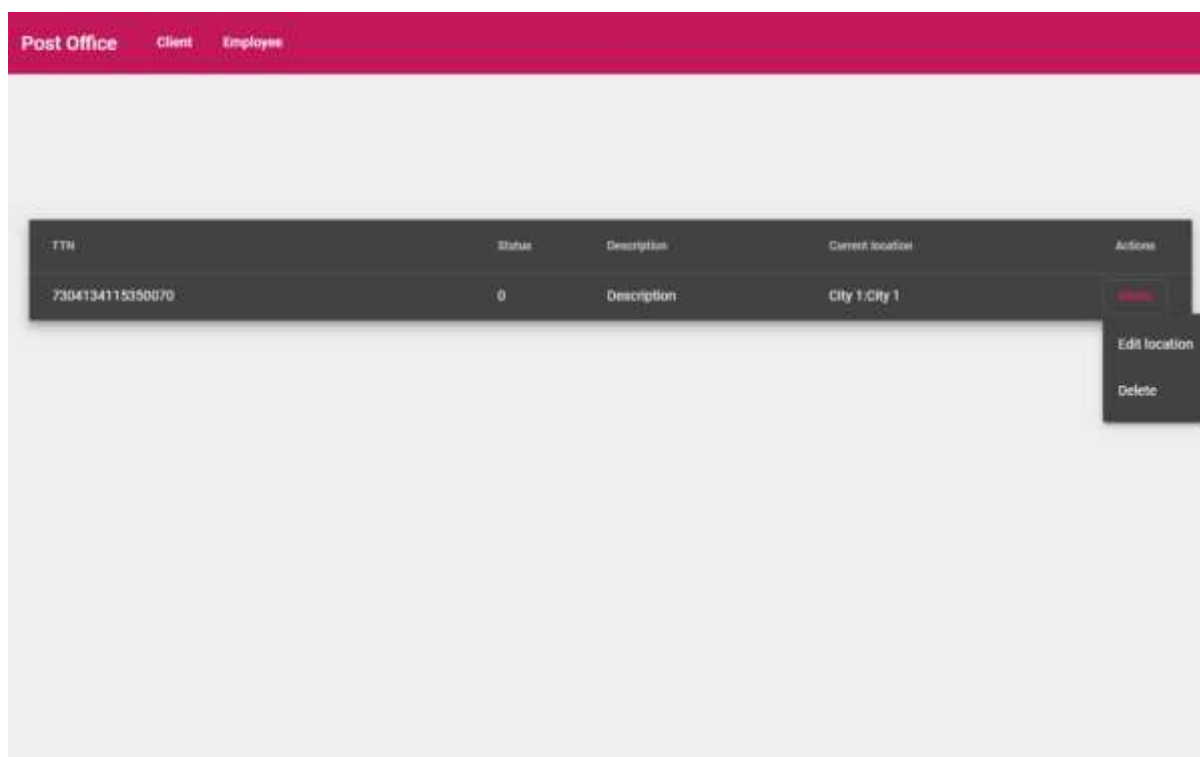 Post Office Client Employee
TTN Status Description Current location Actions
7304134115350070 0 Description City 1:City 1
Edit location
Delete